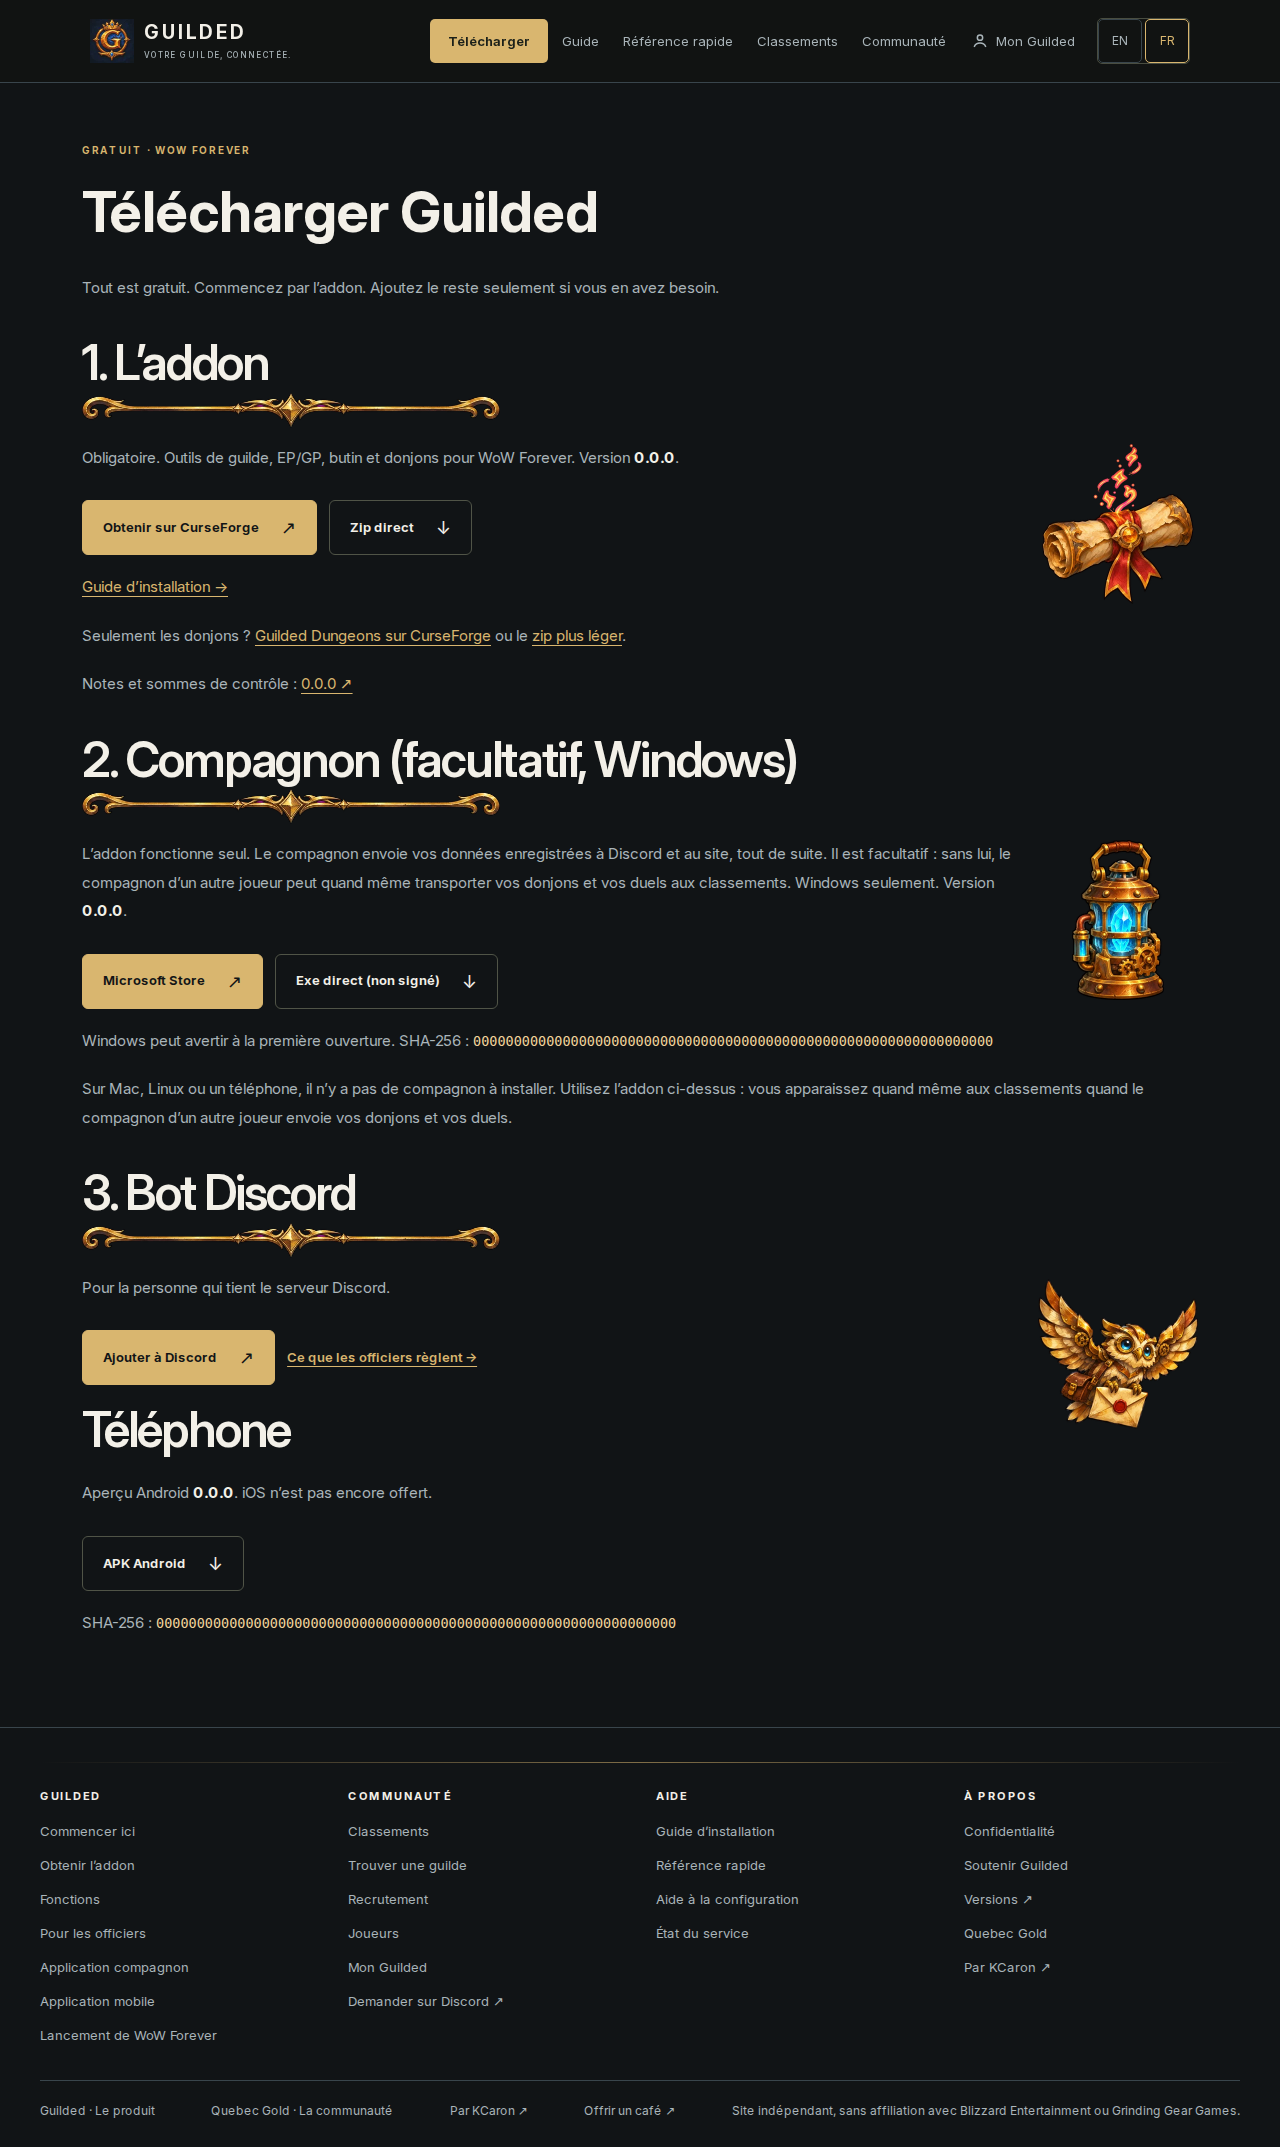 GUILDED
VOTRE GUILDE, CONNECTÉE.
Télécharger
Guide
Référence rapide
Classements
Communauté
Mon Guilded
EN
FR
GRATUIT · WOW FOREVER
Télécharger Guilded
Tout est gratuit. Commencez par l’addon. Ajoutez le reste seulement si vous en avez besoin.
1. L’addon
Obligatoire. Outils de guilde, EP/GP, butin et donjons pour WoW Forever. Version 0.0.0.
Obtenir sur CurseForge ↗
Zip direct ↓
Guide d’installation →
Seulement les donjons ? Guilded Dungeons sur CurseForge ou le zip plus léger.
Notes et sommes de contrôle : 0.0.0 ↗
2. Compagnon (facultatif, Windows)
L’addon fonctionne seul. Le compagnon envoie vos données enregistrées à Discord et au site, tout de suite. Il est facultatif : sans lui, le
compagnon d’un autre joueur peut quand même transporter vos donjons et vos duels aux classements. Windows seulement. Version
0.0.0.
Microsoft Store ↗
Exe direct (non signé) ↓
Windows peut avertir à la première ouverture. SHA-256 : 0000000000000000000000000000000000000000000000000000000000000000
Sur Mac, Linux ou un téléphone, il n’y a pas de compagnon à installer. Utilisez l’addon ci-dessus : vous apparaissez quand même aux classements quand le
compagnon d’un autre joueur envoie vos donjons et vos duels.
3. Bot Discord
Pour la personne qui tient le serveur Discord.
Ajouter à Discord ↗
Ce que les officiers règlent →
Téléphone
Aperçu Android 0.0.0. iOS n’est pas encore offert.
APK Android ↓
SHA-256 : 0000000000000000000000000000000000000000000000000000000000000000
GUILDED
Commencer ici
Obtenir l’addon
Fonctions
Pour les officiers
Application compagnon
Application mobile
Lancement de WoW Forever
COMMUNAUTÉ
Classements
Trouver une guilde
Recrutement
Joueurs
Mon Guilded
Demander sur Discord ↗
AIDE
Guide d’installation
Référence rapide
Aide à la configuration
État du service
À PROPOS
Confidentialité
Soutenir Guilded
Versions ↗
Quebec Gold
Par KCaron ↗
Guilded · Le produit
Quebec Gold · La communauté
Par KCaron ↗
Offrir un café ↗
Site indépendant, sans affiliation avec Blizzard Entertainment ou Grinding Gear Games.